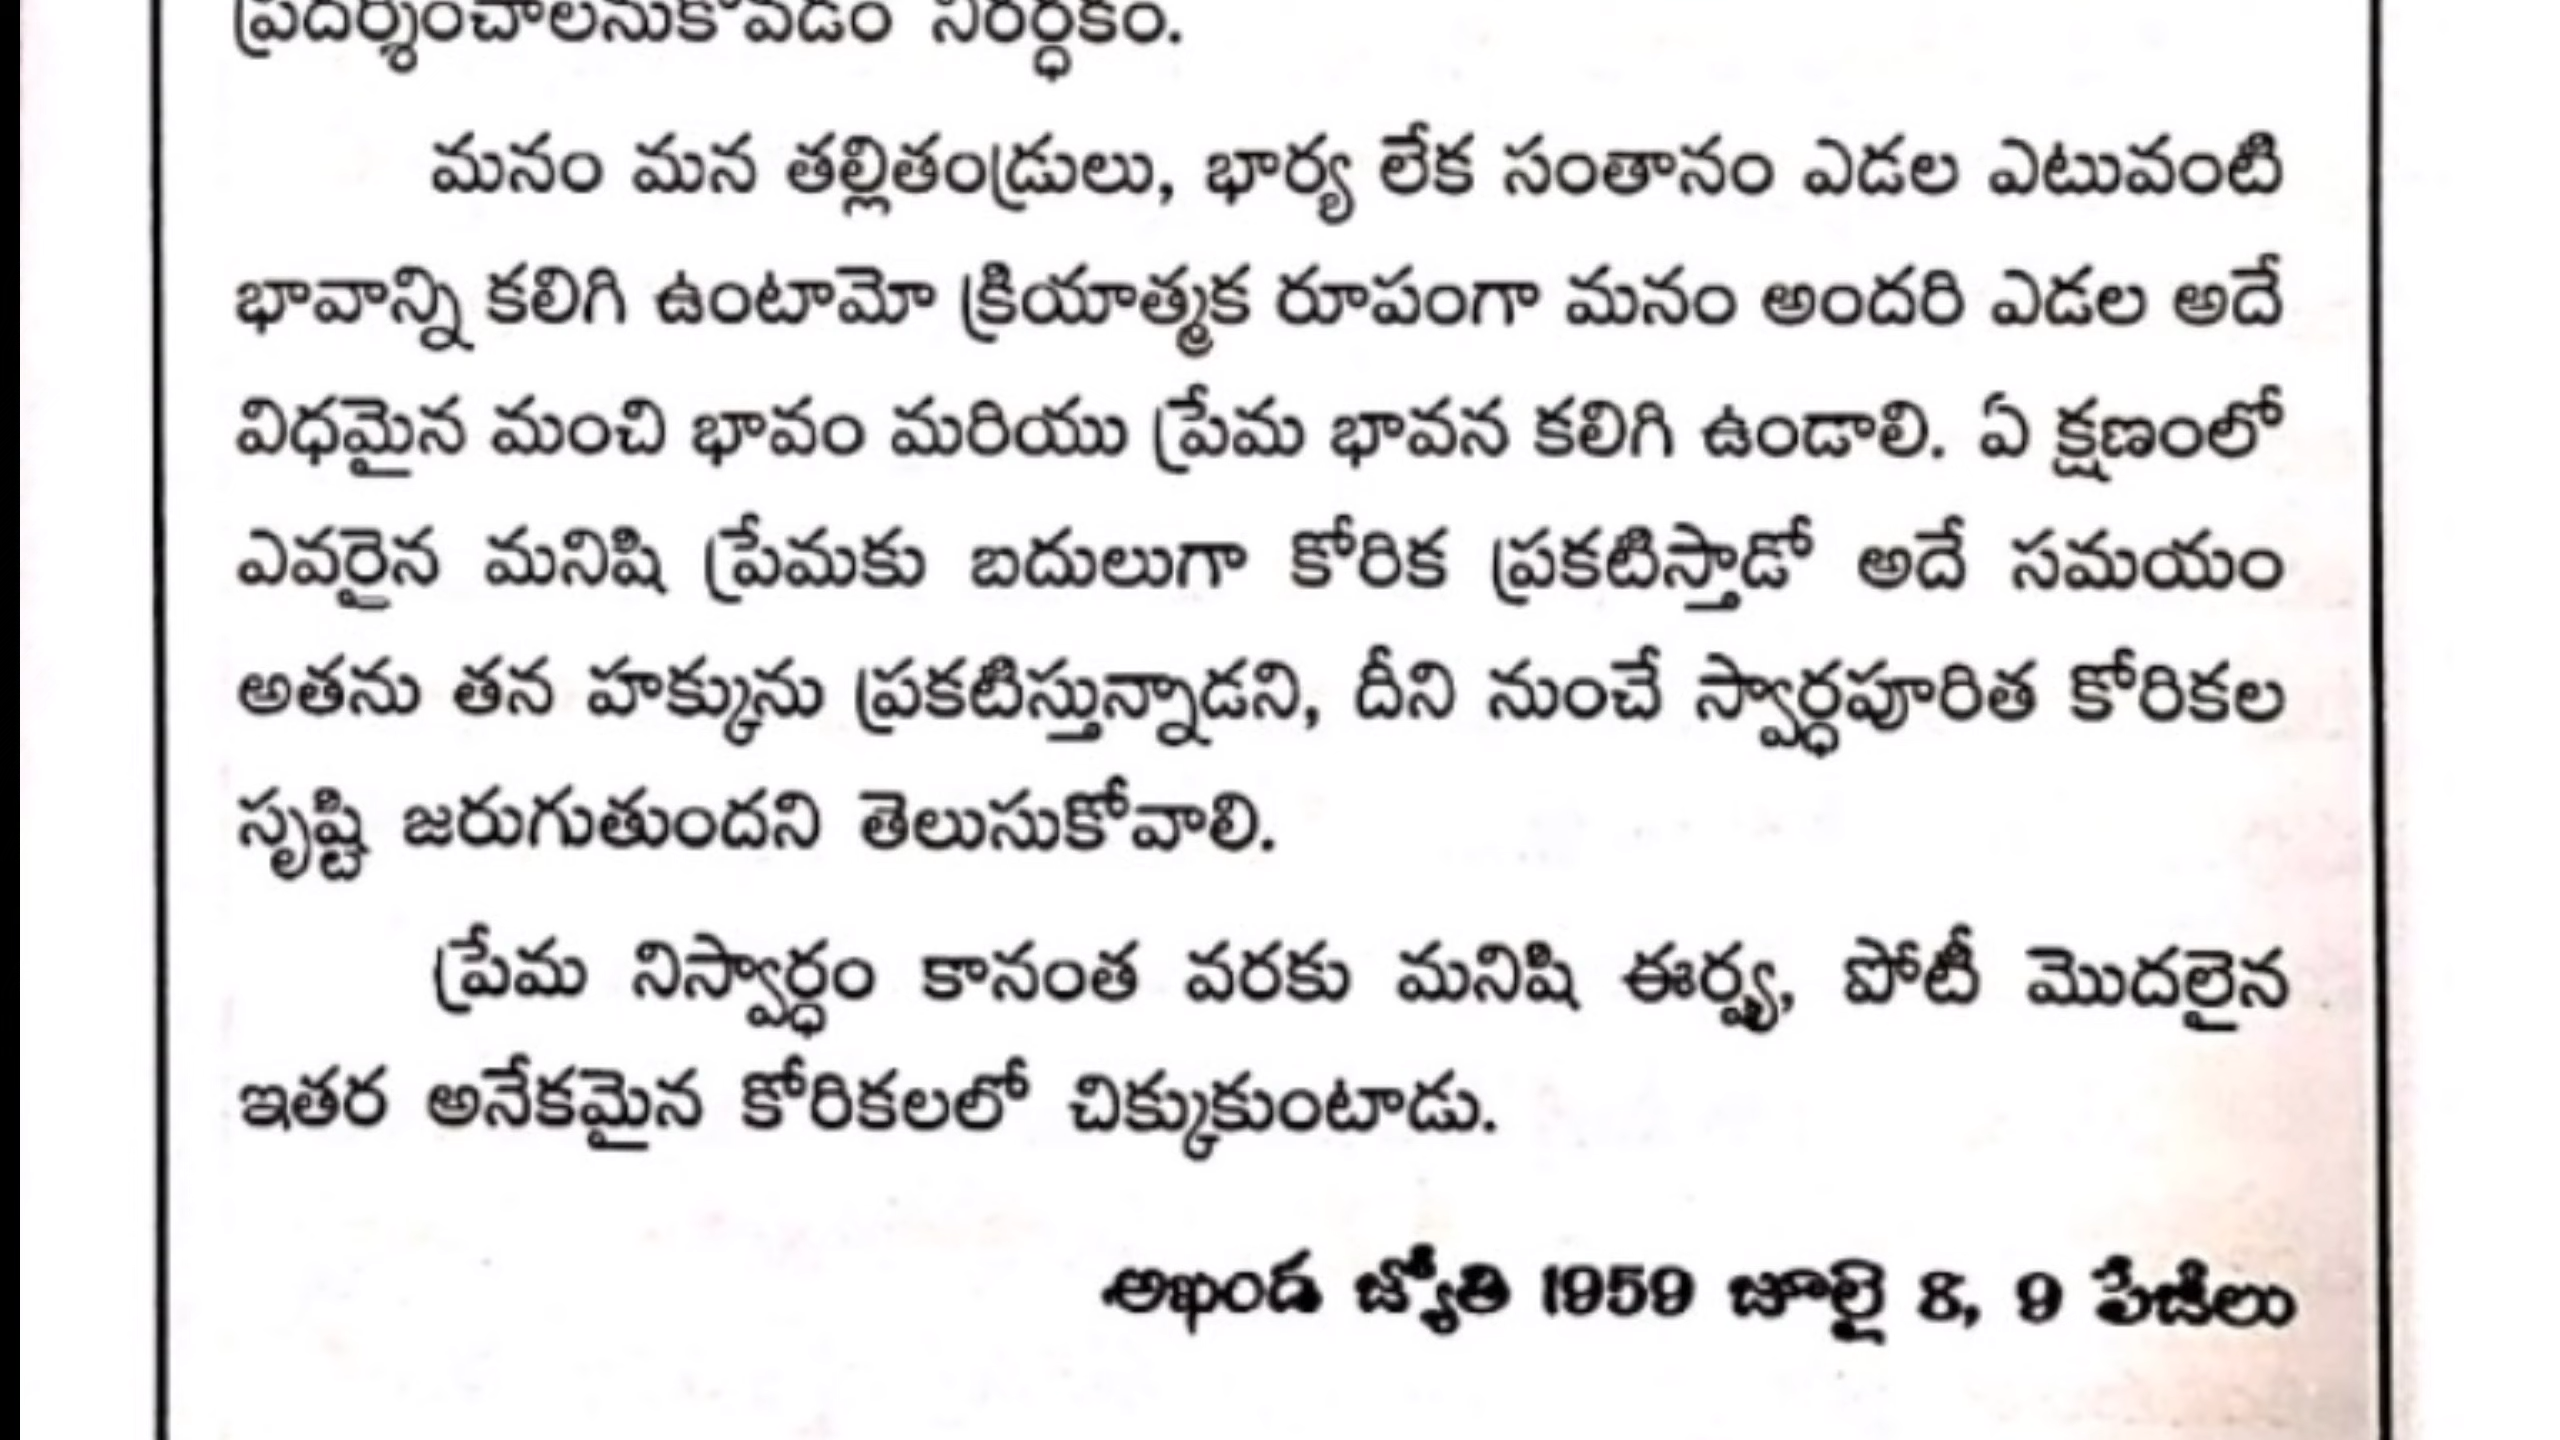 ప్రదర్శించాలనుకోవడం నిరర్ధకం.
మనం మన తల్లితండ్రులు, భార్య లేక సంతానం ఎడల ఎటువంటి
భావాన్ని కలిగి ఉంటామో క్రియాత్మక రూపంగా మనం అందరి ఎడల అదే
విధమైన మంచి భావం మరియు ప్రేమ భావన కలిగి ఉండాలి. ఏ క్షణంలో
ఎవరైన మనిషి ప్రేమకు బదులుగా కోరిక ప్రకటిస్తాడో అదే సమయం
అతను తన హక్కును ప్రకటిస్తున్నాడని, దీని నుంచే స్వార్ధపూరిత కోరికల
సృష్టి జరుగుతుందని తెలుసుకోవాలి.
ప్రేమ నిస్వార్ధం కానంత వరకు మనిషి ఈర్ష్య, పోటీ మొదలైన
ఇతర అనేకమైన కోరికలలో చిక్కుకుంటాడు.
అఖండ జ్యోతి 1959 జూలై 8, 9 పేజీలు